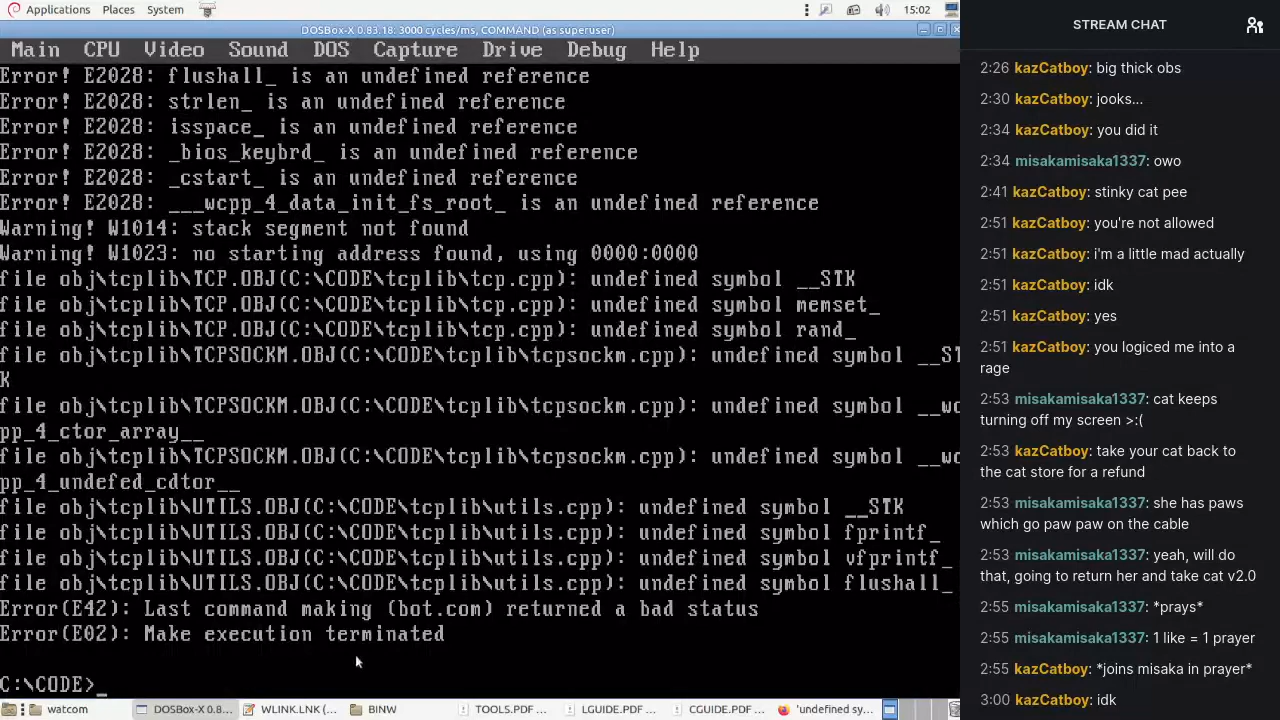 Applications Places System 15:02
DOSBox-X 0.83.18: 3000 cycles/ms, COMMAND (as superuser)
Main CPU Video Sound DOS Capture Drive Debug Help
Error! E2028: flushall_ is an undefined reference
Error! E2028: strlen_ is an undefined reference
Error! E2028: isspace_ is an undefined reference
Error! E2028: _bios_keybrd_ is an undefined reference
Error! E2028: _cstart_ is an undefined reference
Error! E2028: ___wcpp_4_data_init_fs_root_ is an undefined reference
Warning! W1014: stack segment not found
Warning! W1023: no starting address found, using 0000:0000
file obj\tcplib\TCP.OBJ(C:\CODE\tcplib\tcp.cpp): undefined symbol __STK
file obj\tcplib\TCP.OBJ(C:\CODE\tcplib\tcp.cpp): undefined symbol memset_
file obj\tcplib\TCP.OBJ(C:\CODE\tcplib\tcp.cpp): undefined symbol rand_
file obj\tcplib\TCPSOCKM.OBJ(C:\CODE\tcplib\tcpsockm.cpp): undefined symbol __ST
K
file obj\tcplib\TCPSOCKM.OBJ(C:\CODE\tcplib\tcpsockm.cpp): undefined symbol __wc
pp_4_ctor_array__
file obj\tcplib\TCPSOCKM.OBJ(C:\CODE\tcplib\tcpsockm.cpp): undefined symbol __wc
pp_4_undefed_cdtor__
file obj\tcplib\UTILS.OBJ(C:\CODE\tcplib\utils.cpp): undefined symbol __STK
file obj\tcplib\UTILS.OBJ(C:\CODE\tcplib\utils.cpp): undefined symbol fprintf_
file obj\tcplib\UTILS.OBJ(C:\CODE\tcplib\utils.cpp): undefined symbol vfprintf_
file obj\tcplib\UTILS.OBJ(C:\CODE\tcplib\utils.cpp): undefined symbol flushall_
Error(E42): Last command making (bot.com) returned a bad status
Error(E02): Make execution terminated
C:\CODE>_
watcom DOSBox-X 0.8... WLINK.LNK (... BINW TOOLS.PDF ... LGUIDE.PDF ... CGUIDE.PDF ... 'undefined sy...
STREAM CHAT
2:26 kazCatboy: big thick obs
2:30 kazCatboy: jooks...
2:34 kazCatboy: you did it
2:34 misakamisaka1337: owo
2:41 kazCatboy: stinky cat pee
2:51 kazCatboy: you're not allowed
2:51 kazCatboy: i'm a little mad actually
2:51 kazCatboy: idk
2:51 kazCatboy: yes
2:51 kazCatboy: you logiced me into a
rage
2:53 misakamisaka1337: cat keeps
turning off my screen >:(
2:53 kazCatboy: take your cat back to
the cat store for a refund
2:53 misakamisaka1337: she has paws
which go paw paw on the cable
2:53 misakamisaka1337: yeah, will do
that, going to return her and take cat v2.0
2:55 misakamisaka1337: *prays*
2:55 misakamisaka1337: 1 like = 1 prayer
2:55 kazCatboy: *joins misaka in prayer*
3:00 kazCatboy: idk